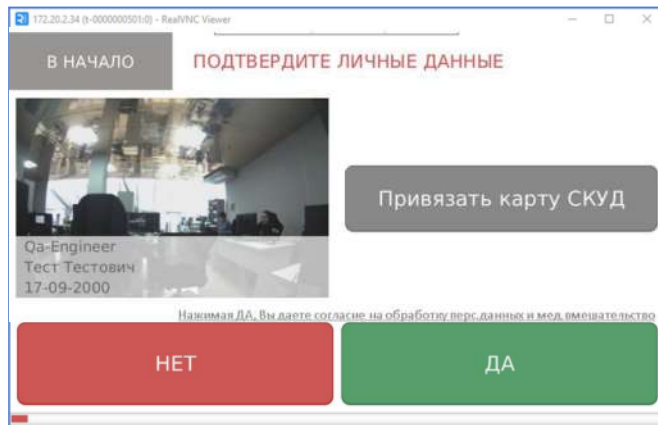 172.20.2.34 (t-0000000501:0) - RealVNC Viewer
В НАЧАЛО
ПОДТВЕРДИТЕ ЛИЧНЫЕ ДАННЫЕ
Qa-Engineer
Тест Тестович
17-09-2000
Привязать карту СКУД
Нажимая ДА, Вы даете согласие на обработку перс.данных и мед.вмешательство
НЕТ
ДА